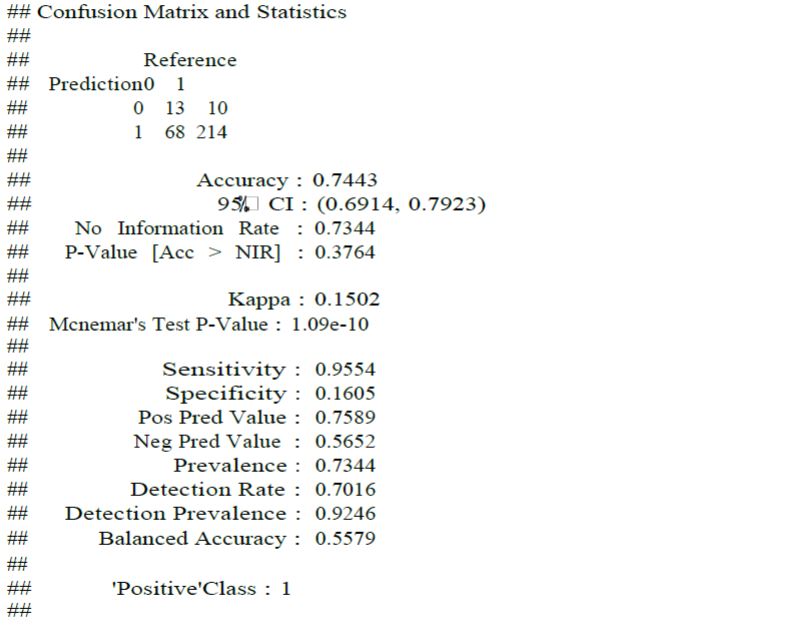 ## Confusion Matrix and Statistics
##
## Reference
## Prediction0 1
## 0 13 10
## 1 68 214
##
## Accuracy : 0.7443
## 95% CI : (0.6914, 0.7923)
## No Information Rate : 0.7344
## P-Value [Acc > NIR] : 0.3764
##
## Kappa : 0.1502
## Mcnemar's Test P-Value : 1.09e-10
##
## Sensitivity : 0.9554
## Specificity : 0.1605
## Pos Pred Value : 0.7589
## Neg Pred Value : 0.5652
## Prevalence : 0.7344
## Detection Rate : 0.7016
## Detection Prevalence : 0.9246
## Balanced Accuracy : 0.5579
##
## 'Positive'Class : 1
##